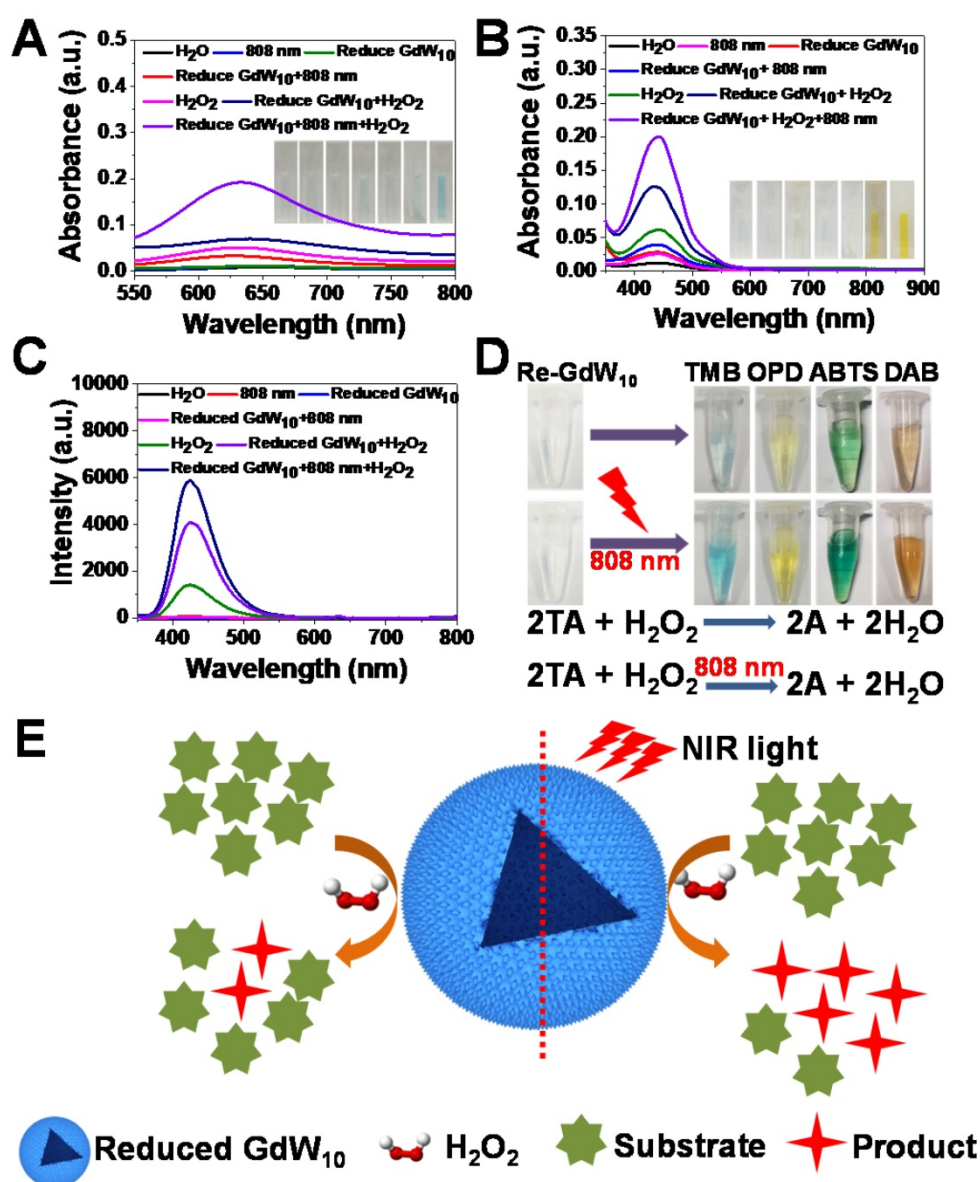 A
Absorbance (a.u.)
0.5
0.4
0.3
0.2
0.1
0.0
H₂O 808 nm Reduce GdW₁₀
Reduce GdW₁₀+808 nm
H₂O₂ Reduce GdW₁₀+H₂O₂
Reduce GdW₁₀+808 nm+H₂O₂
550 600 650 700 750 800
Wavelength (nm)
B
Absorbance (a.u.)
0.35
0.30
0.25
0.20
0.15
0.10
0.05
0.00
H₂O 808 nm Reduce GdW₁₀
Reduce GdW₁₀+ 808 nm
H₂O₂ Reduce GdW₁₀+ H₂O₂
Reduce GdW₁₀+ H₂O₂+808 nm
400 500 600 700 800 900
Wavelength (nm)
C
Intensity (a.u.)
10000
8000
6000
4000
2000
0
H₂O 808 nm Reduced GdW₁₀
Reduced GdW₁₀+808 nm
H₂O₂ Reduced GdW₁₀+H₂O₂
Reduced GdW₁₀+808 nm+H₂O₂
400 500 600 700 800
Wavelength (nm)
D
Re-GdW₁₀ TMB OPD ABTS DAB
808 nm
2TA + H₂O₂ 2A + 2H₂O
808 nm
2TA + H₂O₂ 2A + 2H₂O
E
NIR light
Reduced GdW₁₀ H₂O₂ Substrate Product